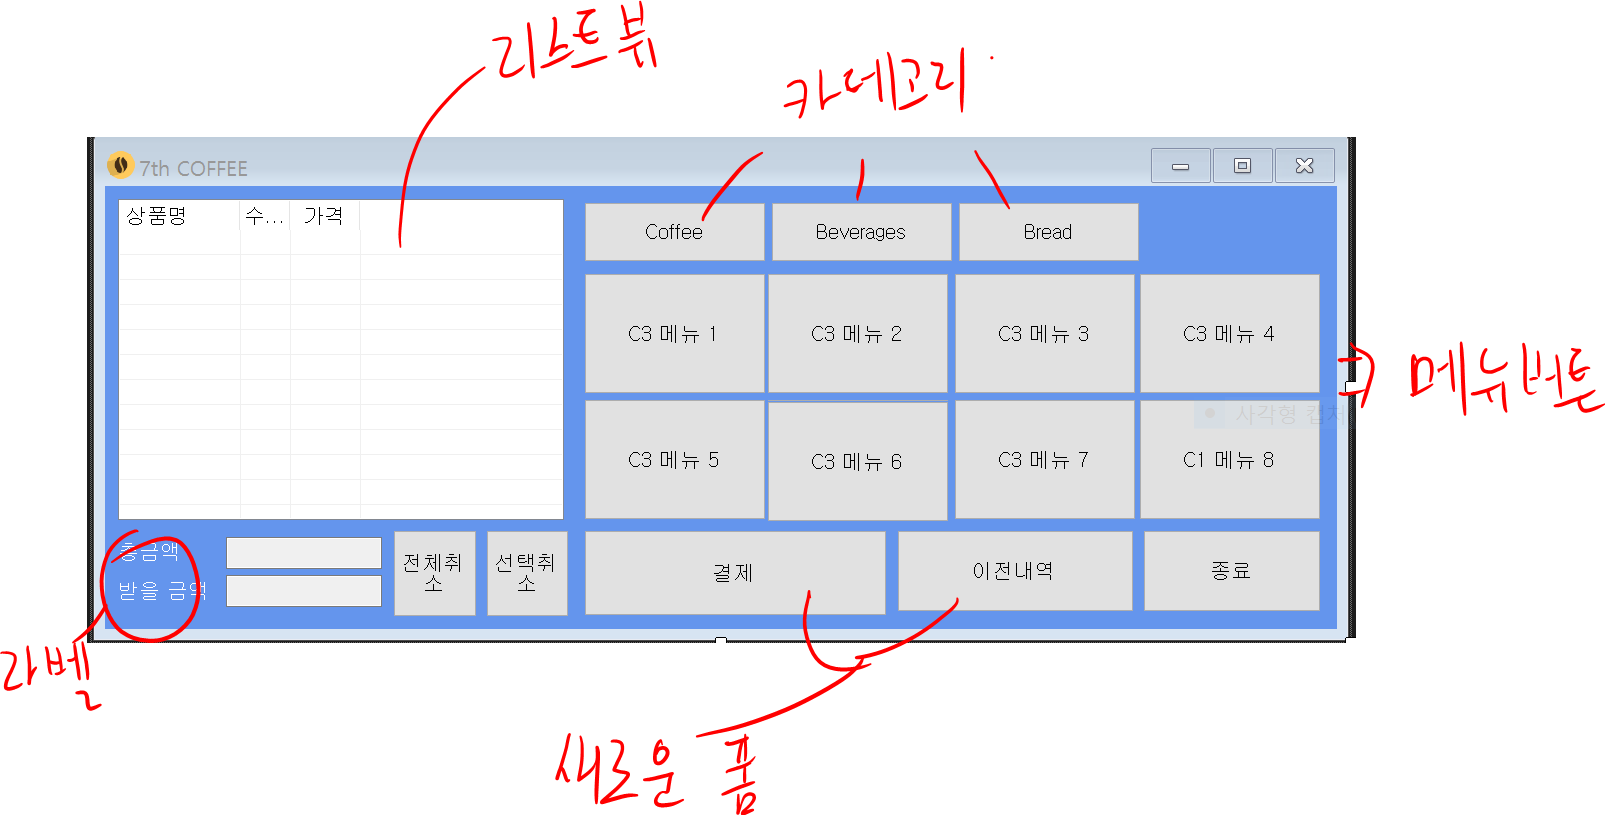 리스트뷰
카테고리
7th COFFEE
상품명 수... 가격
Coffee Beverages Bread
C3 메뉴 1 C3 메뉴 2 C3 메뉴 3 C3 메뉴 4
메뉴버튼
사각형 캡처
C3 메뉴 5 C3 메뉴 6 C3 메뉴 7 C1 메뉴 8
총금액
받을 금액
전체취
소
선택취
소
결제 이전내역 종료
라벨
새로운 폼